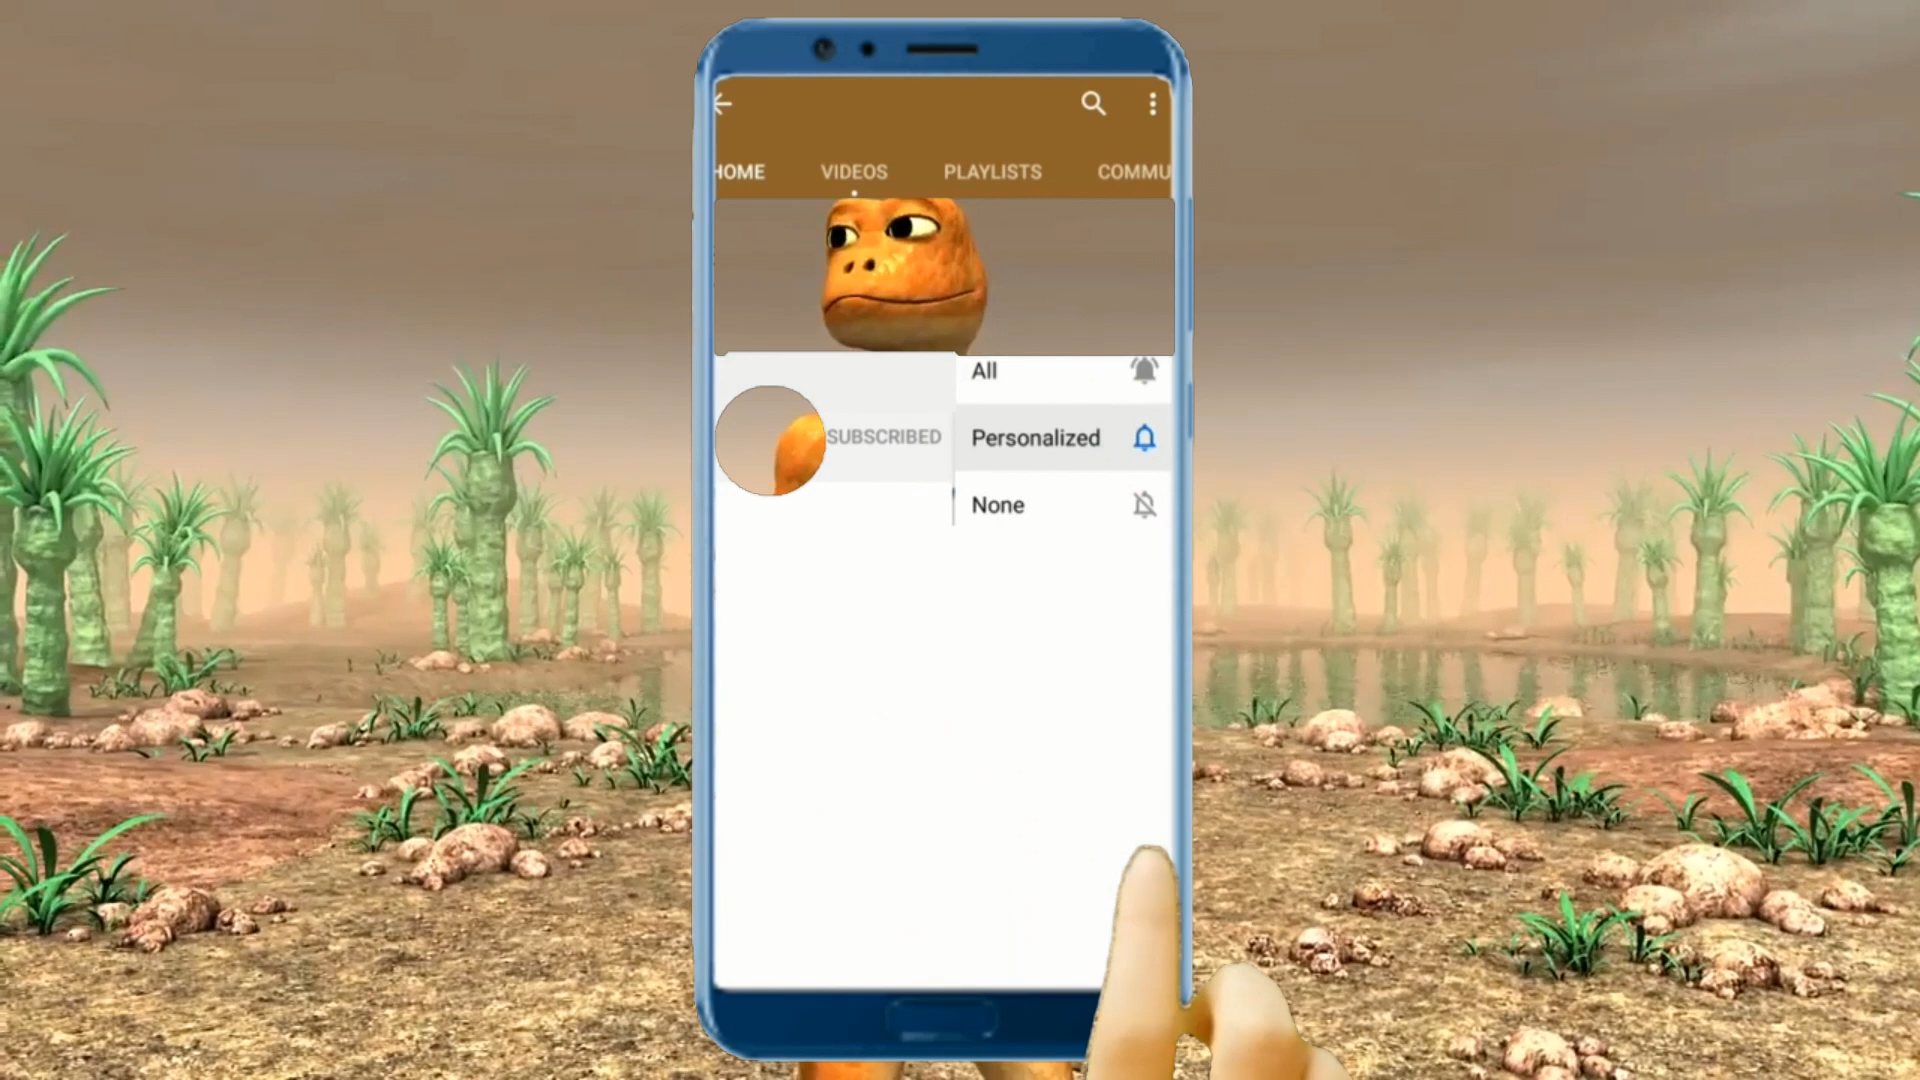 HOME VIDEOS PLAYLISTS COMMU
All
SUBSCRIBED
Personalized
None